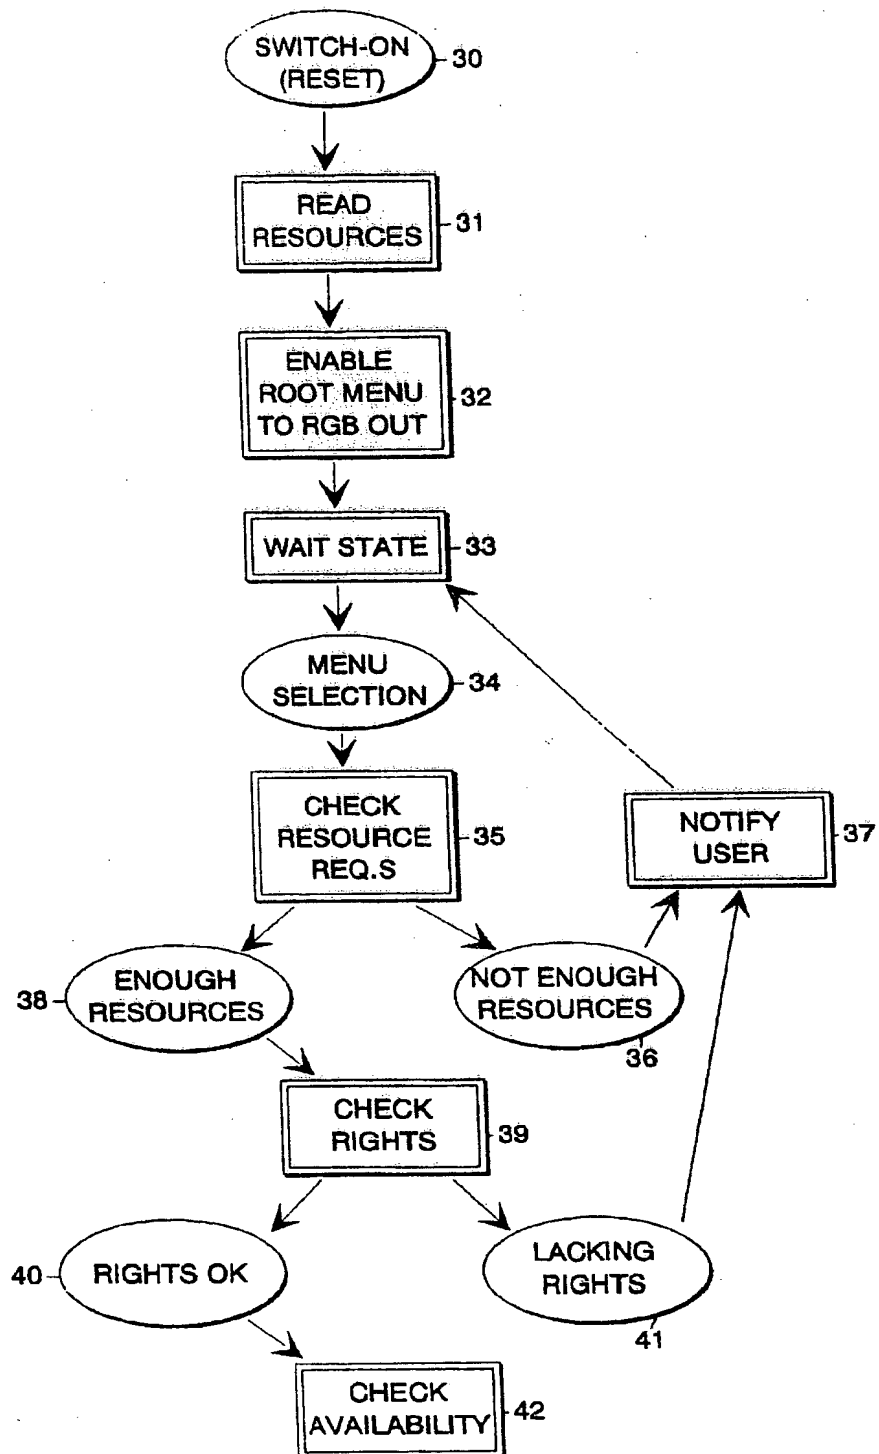 SWITCH-ON
(RESET)
30
READ
RESOURCES
31
ENABLE
ROOT MENU
TO RGB OUT
32
WAIT STATE
33
MENU
SELECTION
34
CHECK
RESOURCE
REQ.S
35
NOTIFY
USER
37
38
ENOUGH
RESOURCES
NOT ENOUGH
RESOURCES
36
CHECK
RIGHTS
39
40
RIGHTS OK
LACKING
RIGHTS
41
CHECK
AVAILABILITY
42